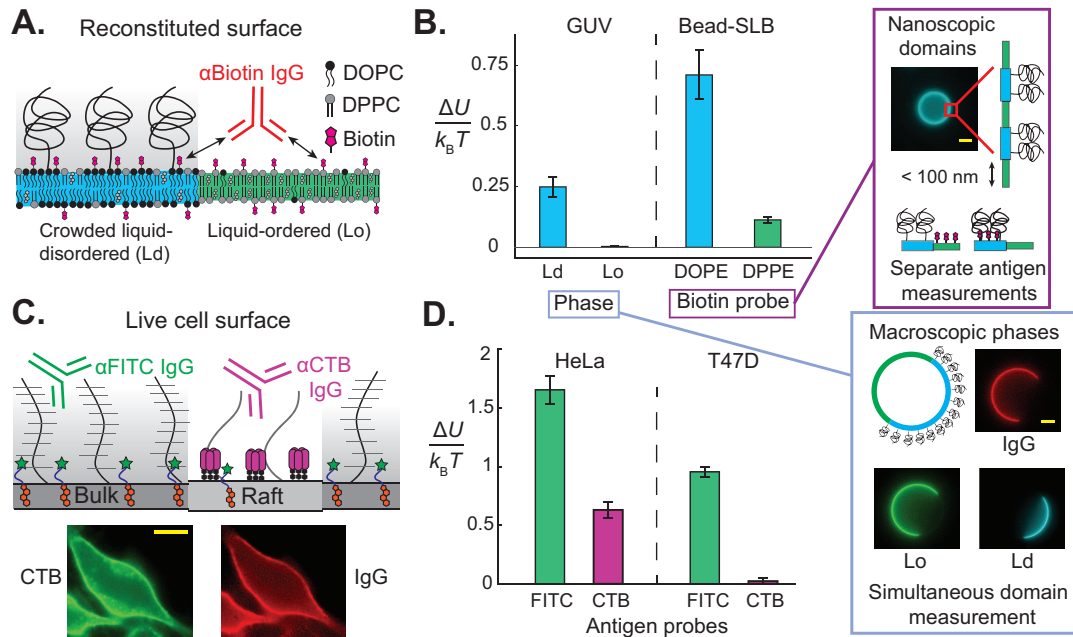 A.
Reconstituted surface
αBiotin IgG
DOPC
DPPC
Biotin
Crowded liquid-
disordered (Ld)
Liquid-ordered (Lo)
B.
GUV
Bead-SLB
ΔU
k_BT
0.75
0.5
0.25
0
Ld
Lo
DOPE
DPPE
Phase
Biotin probe
Nanoscopic
domains
< 100 nm
Separate antigen
measurements
C.
Live cell surface
αFITC IgG
αCTB
IgG
Bulk
Raft
CTB
IgG
D.
HeLa
T47D
ΔU
k_BT
2
1.5
1
0.5
0
FITC
CTB
FITC
CTB
Antigen probes
Macroscopic phases
IgG
Lo
Ld
Simultaneous domain
measurement